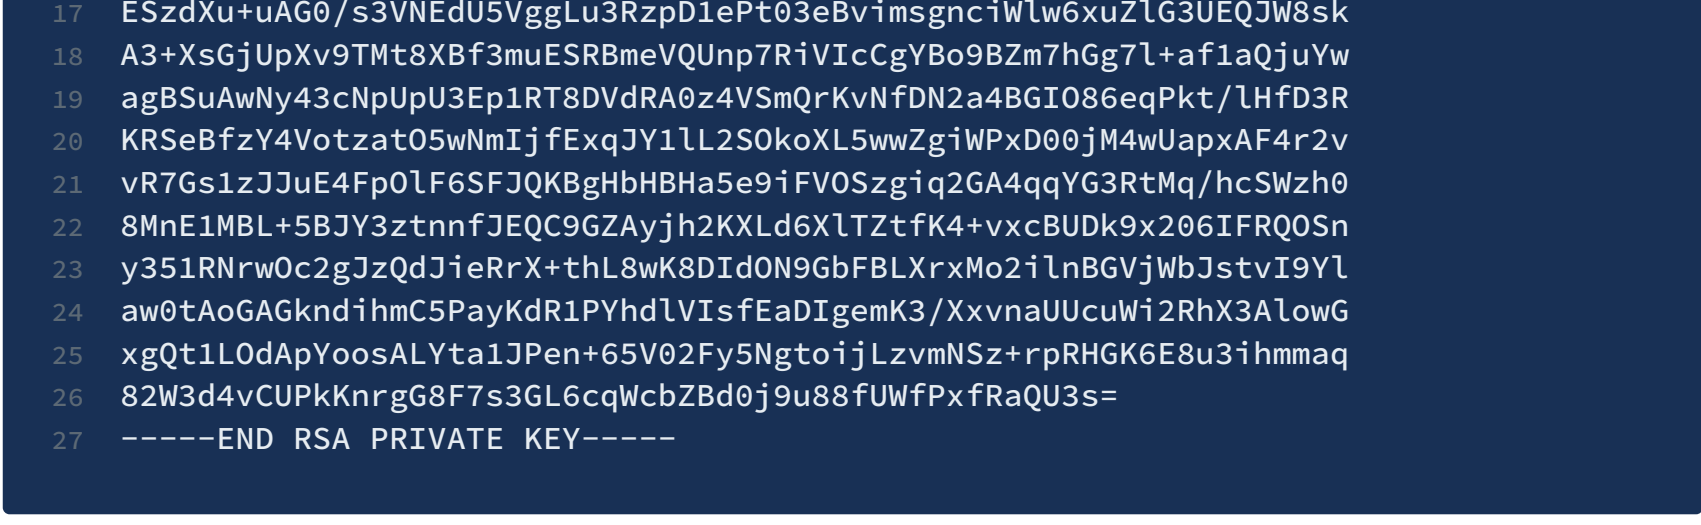 17 ESzdXu+uAG0/s3VNEdU5VggLu3RzpD1ePt03eBvimsgnciWlw6xuZlG3UEQJW8sk
18 A3+XsGjUpXv9TMt8XBf3muESRBmeVQUnp7RiVIcCgYBo9BZm7hGg7l+af1aQjuYw
19 agBSuAwNy43cNpUpU3Ep1RT8DVdRA0z4VSmQrKvNfDN2a4BGIO86eqPkt/lHfD3R
20 KRSeBfzY4VotzatO5wNmIjfExqJY1lL2SOkoXL5wwZgiWPxD00jM4wUapxAF4r2v
21 vR7Gs1zJJuE4FpOlF6SFJQKBgHbHBHa5e9iFVOSzgiq2GA4qqYG3RtMq/hcSWzh0
22 8MnE1MBL+5BJY3ztnnfJEQC9GZAyjh2KXLd6XlTZtfK4+vxcBUDk9x206IFRQOSn
23 y351RNrwOc2gJzQdJieRrX+thL8wK8DIdON9GbFBLXrxMo2ilnBGVjWbJstvI9Yl
24 aw0tAoGAGkndihmC5PayKdR1PYhdlVIsfEaDIgemK3/XxvnaUUcuWi2RhX3AlowG
25 xgQt1LOdApYoosALYta1JPen+65V02Fy5NgtoijLzvmNSz+rpRHGK6E8u3ihmmaq
26 82W3d4vCUPkKnrgG8F7s3GL6cqWcbZBd0j9u88fUWfPxfRaQU3s=
27 -----END RSA PRIVATE KEY-----